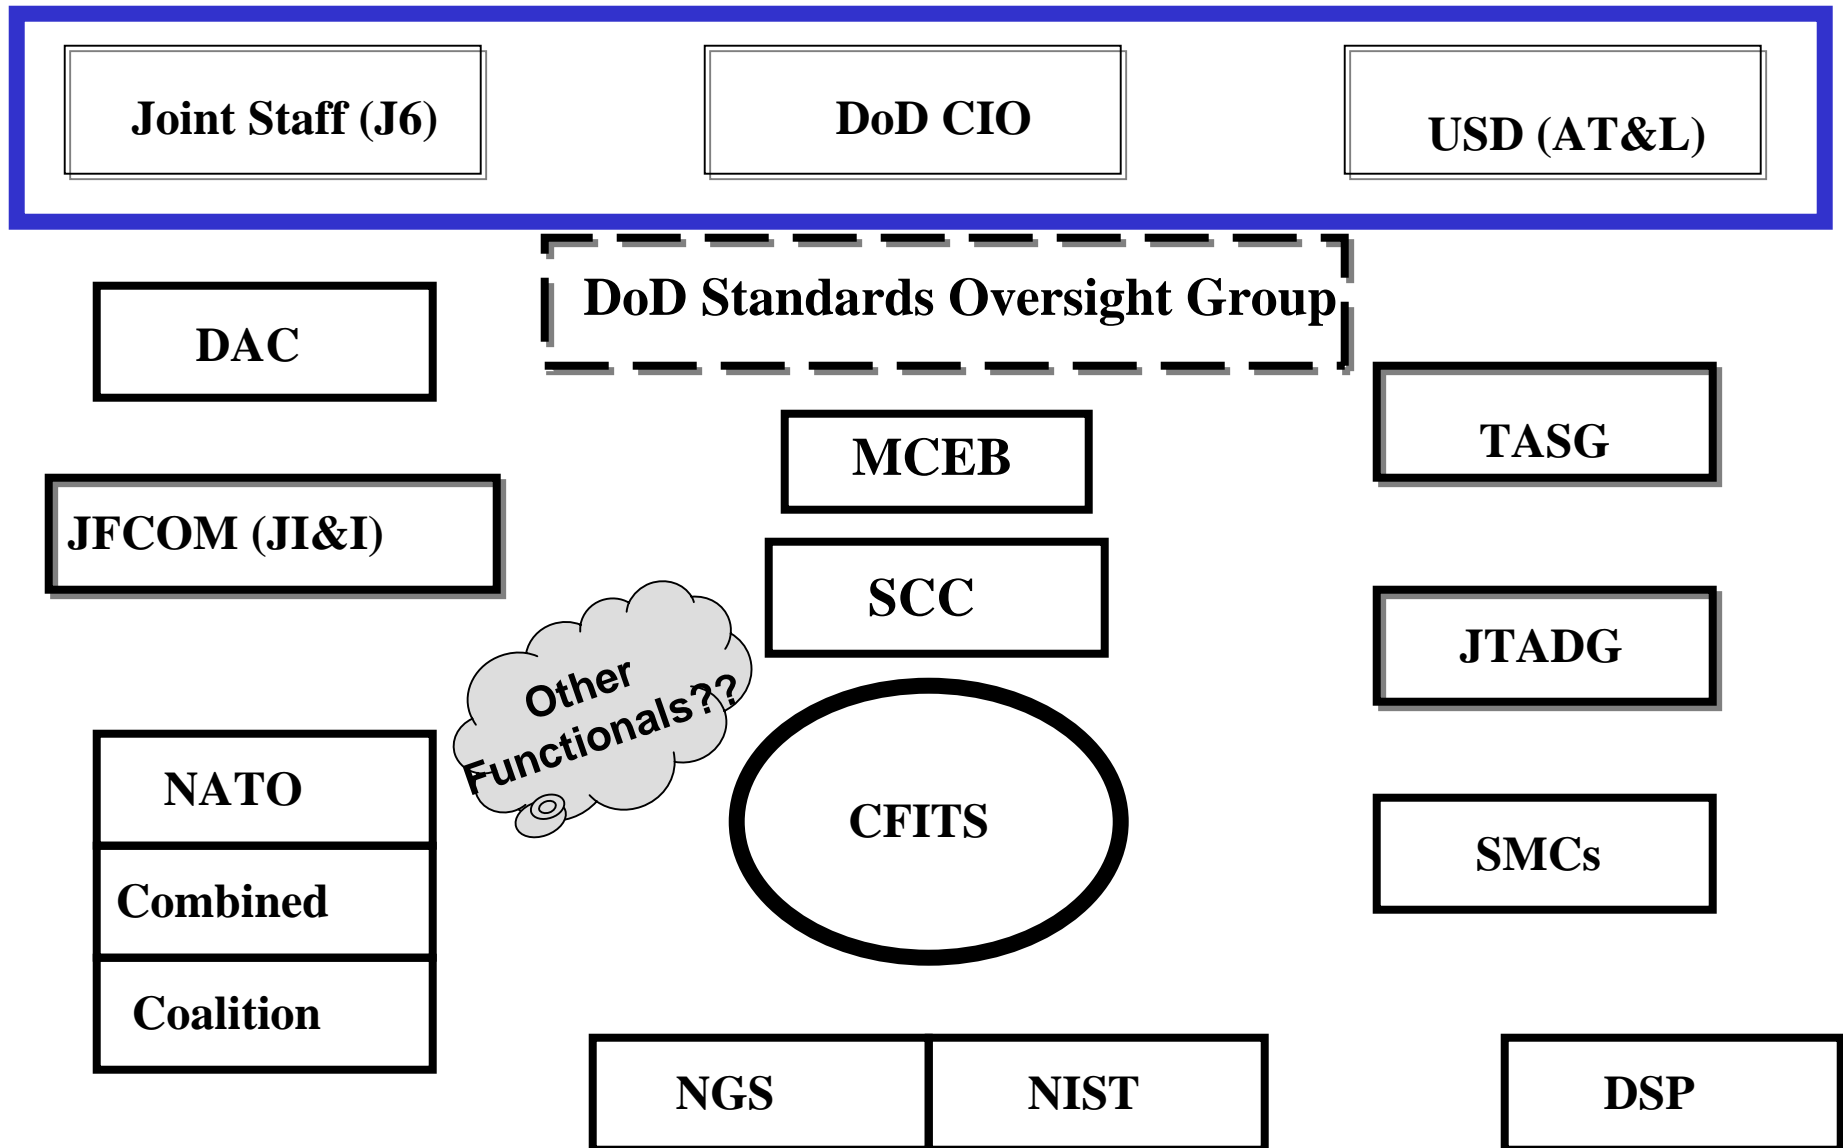 Joint Staff (J6)
DoD CIO
USD (AT&L)
DoD Standards Oversight Group
DAC
MCEB
TASG
JFCOM (JI&I)
SCC
JTADG
Other
Functionals??
NATO
CFITS
SMCs
Combined
Coalition
NGS
NIST
DSP